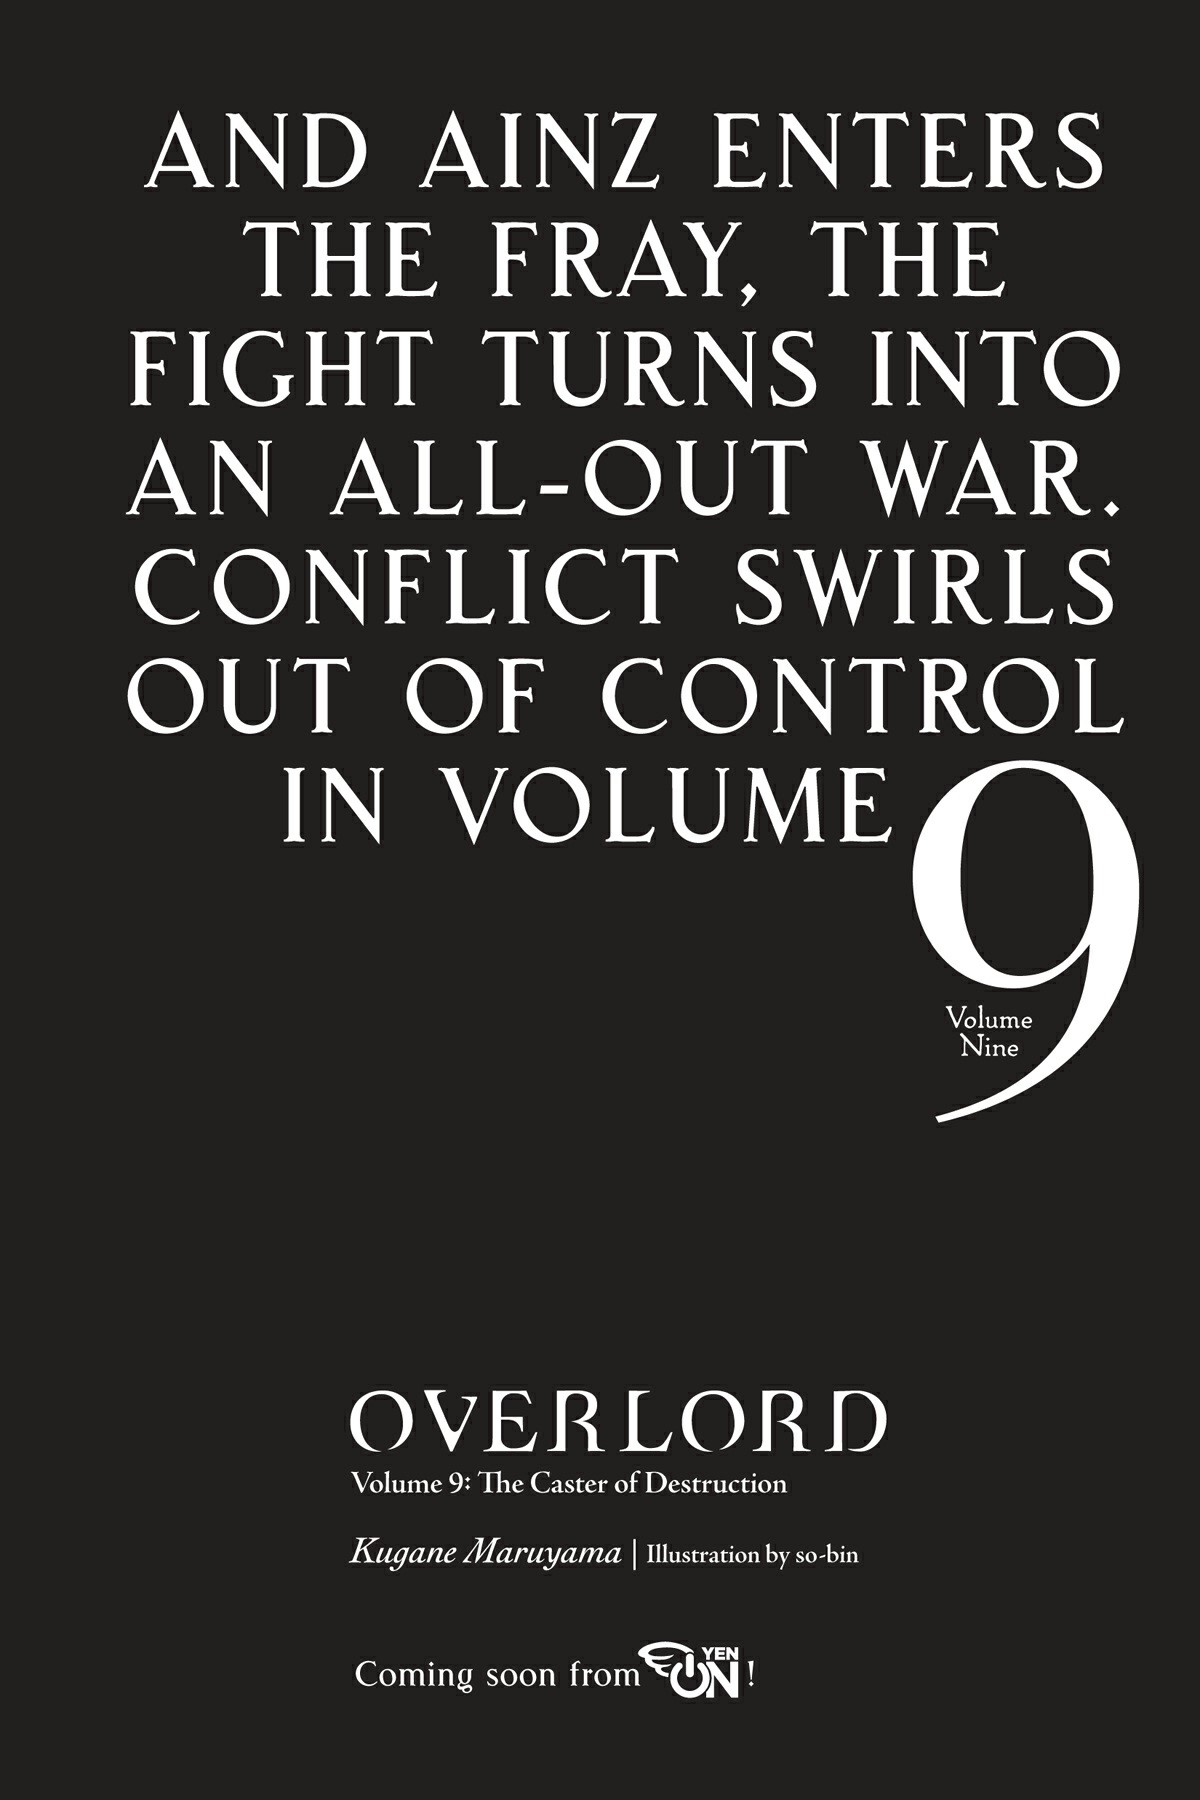 AND AINZ ENTERS
THE FRAY, THE
FIGHT TURNS INTO
AN ALL-OUT WAR.
CONFLICT SWIRLS
OUT OF CONTROL
IN VOLUME 9
Volume
Nine
OVERLORD
Volume 9: The Caster of Destruction
Kugane Maruyama | Illustration by so-bin
Coming soon from YEN ON!